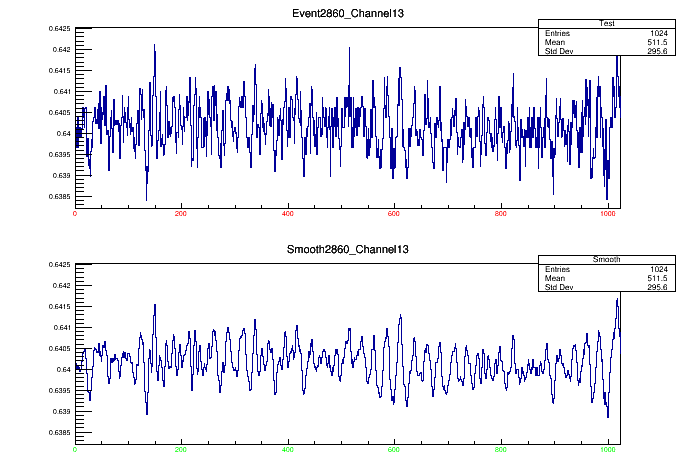 Event2860_Channel13
Test
Entries 1024
Mean 511.5
Std Dev 295.6
0.6425
0.642
0.6415
0.641
0.6405
0.64
0.6395
0.639
0.6385
0 200 400 600 800 1000
Smooth2860_Channel13
Smooth
Entries 1024
Mean 511.5
Std Dev 295.6
0.6425
0.642
0.6415
0.641
0.6405
0.64
0.6395
0.639
0.6385
0 200 400 600 800 1000